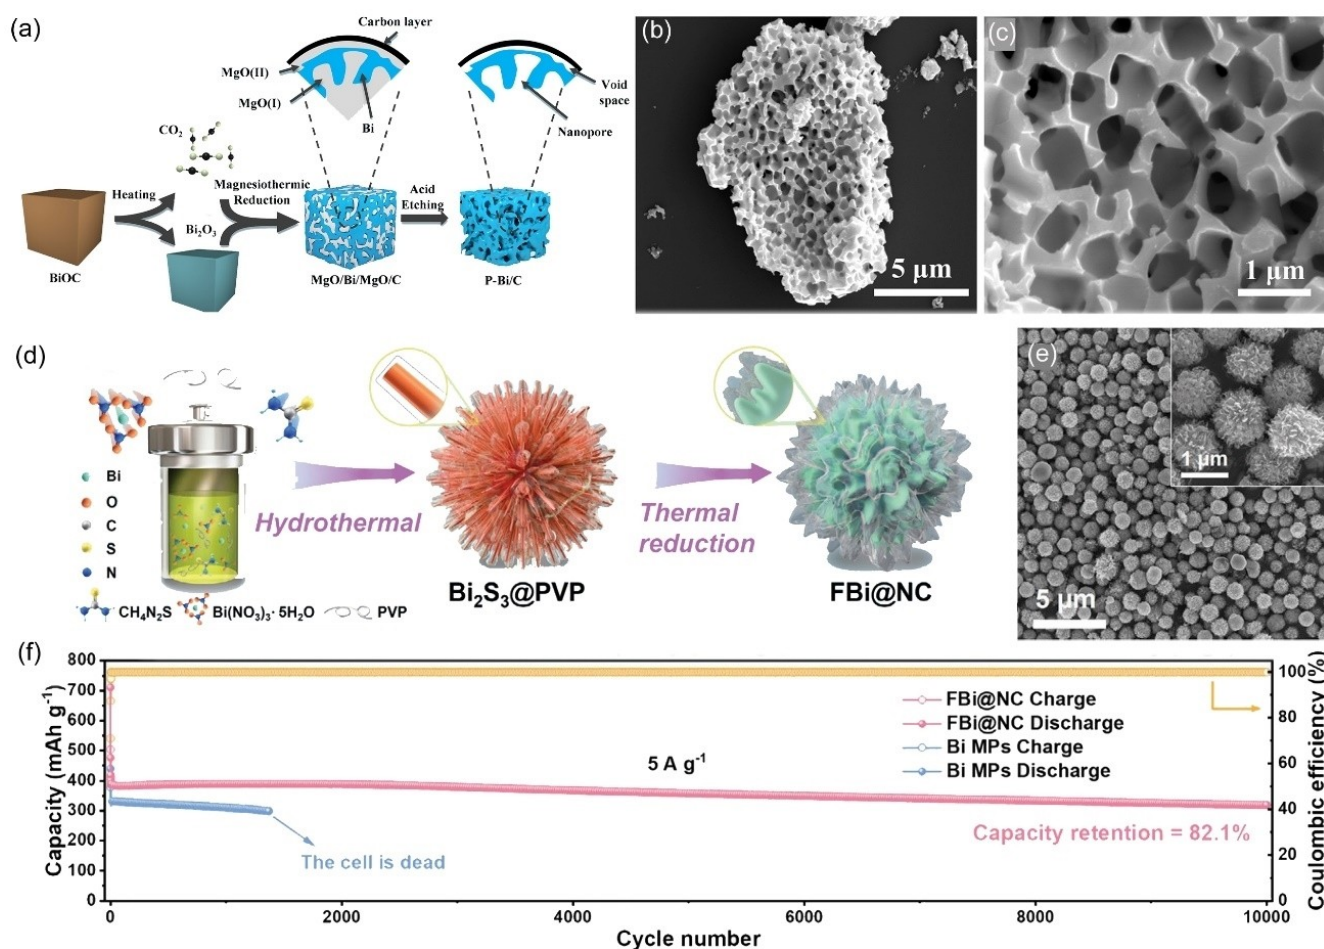 (a)
Carbon layer
MgO(II)
MgO(I)
Bi
Void
space
Nanopore
CO₂
Heating
Magnesiothermic
Reduction
Acid
Etching
Bi₂O₃
BiOC
MgO/Bi/MgO/C
P-Bi/C
(b)
5 μm
(c)
1 μm
(d)
Bi
O
C
S
N
CH₄N₂S
Bi(NO₃)₃· 5H₂O
PVP
Hydrothermal
Bi₂S₃@PVP
Thermal
reduction
FBi@NC
(e)
1 μm
5 μm
(f)
Capacity (mAh g⁻¹)
800
700
600
500
400
300
200
100
0
FBi@NC Charge
FBi@NC Discharge
Bi MPs Charge
Bi MPs Discharge
5 A g⁻¹
The cell is dead
Capacity retention = 82.1%
100
80
60
40
20
0
Coulombic efficiency (%)
0
2000
4000
6000
8000
10000
Cycle number